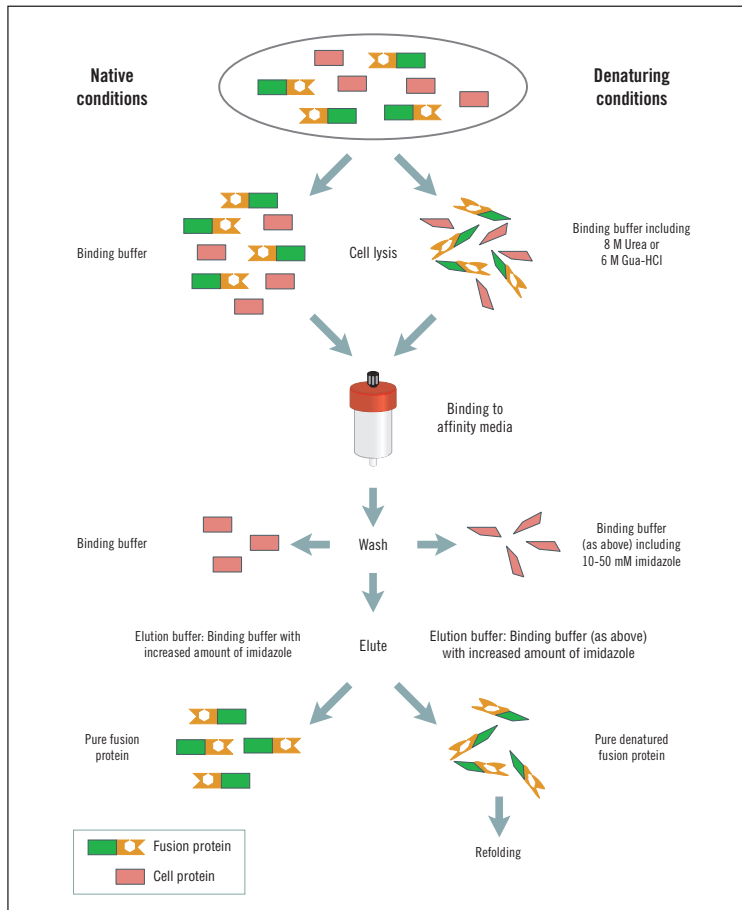 Native
conditions
Denaturing
conditions
Binding buffer
Cell lysis
Binding buffer including
8 M Urea or
6 M Gua-HCl
Binding to
affinity media
Binding buffer
Wash
Binding buffer
(as above) including
10-50 mM imidazole
Elution buffer: Binding buffer with
increased amount of imidazole
Elute
Elution buffer: Binding buffer (as above)
with increased amount of imidazole
Pure fusion
protein
Pure denatured
fusion protein
Refolding
Fusion protein
Cell protein